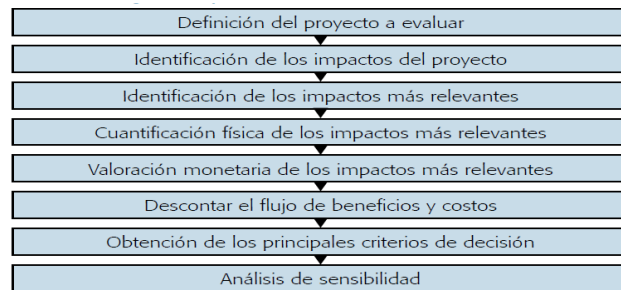 Definición del proyecto a evaluar
Identificación de los impactos del proyecto
Identificación de los impactos más relevantes
Cuantificación física de los impactos más relevantes
Valoración monetaria de los impactos más relevantes
Descontar el flujo de beneficios y costos
Obtención de los principales criterios de decisión
Análisis de sensibilidad